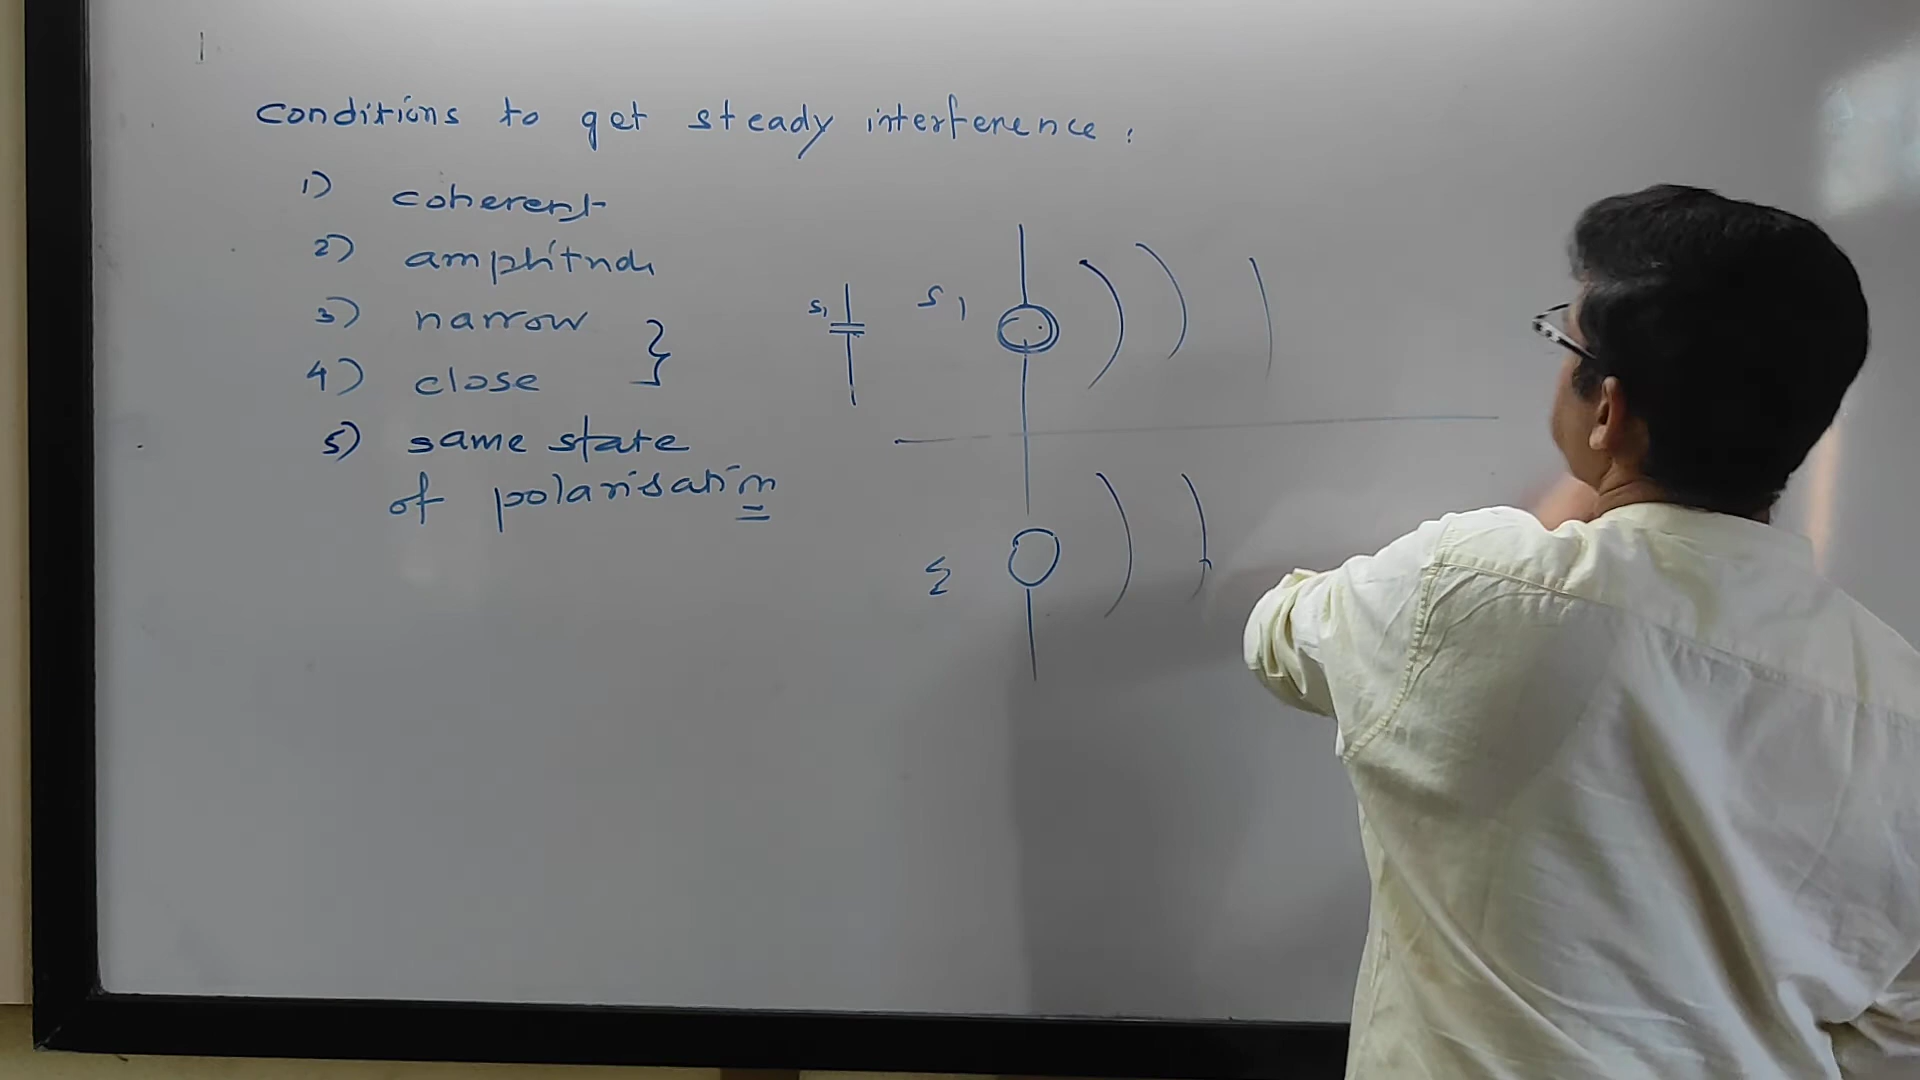 conditions to get steady interference :
1) coherent
2) amplitude
3) narrow
4) close
5) same state
of polarisation
S1
S1